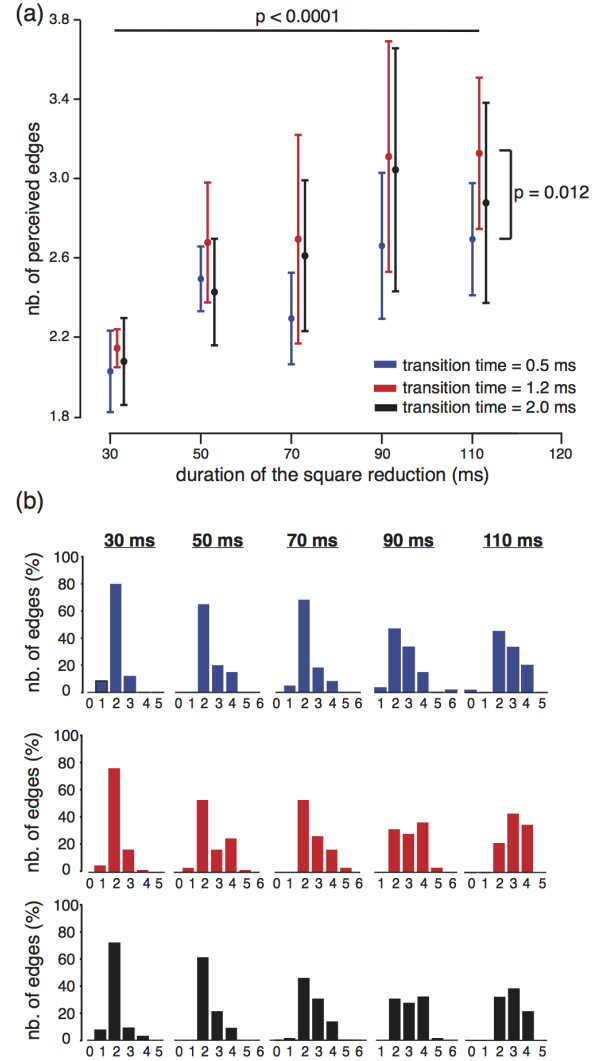 (a)
p < 0.0001
3.8
3.4
3.0
2.6
2.2
1.8
nb. of perceived edges
p = 0.012
transition time = 0.5 ms
transition time = 1.2 ms
transition time = 2.0 ms
30 50 70 90 110 120
duration of the square reduction (ms)
(b)
30 ms 50 ms 70 ms 90 ms 110 ms
nb. of edges (%)
100
80
60
40
20
0
0 1 2 3 4 5 0 1 2 3 4 5 6 0 1 2 3 4 5 6 0 1 2 3 4 5 6 0 1 2 3 4 5
nb. of edges (%)
100
80
60
40
20
0
0 1 2 3 4 5 0 1 2 3 4 5 6 0 1 2 3 4 5 6 0 1 2 3 4 5 6 0 1 2 3 4 5
nb. of edges (%)
100
80
60
40
20
0
0 1 2 3 4 5 0 1 2 3 4 5 6 0 1 2 3 4 5 6 0 1 2 3 4 5 6 0 1 2 3 4 5